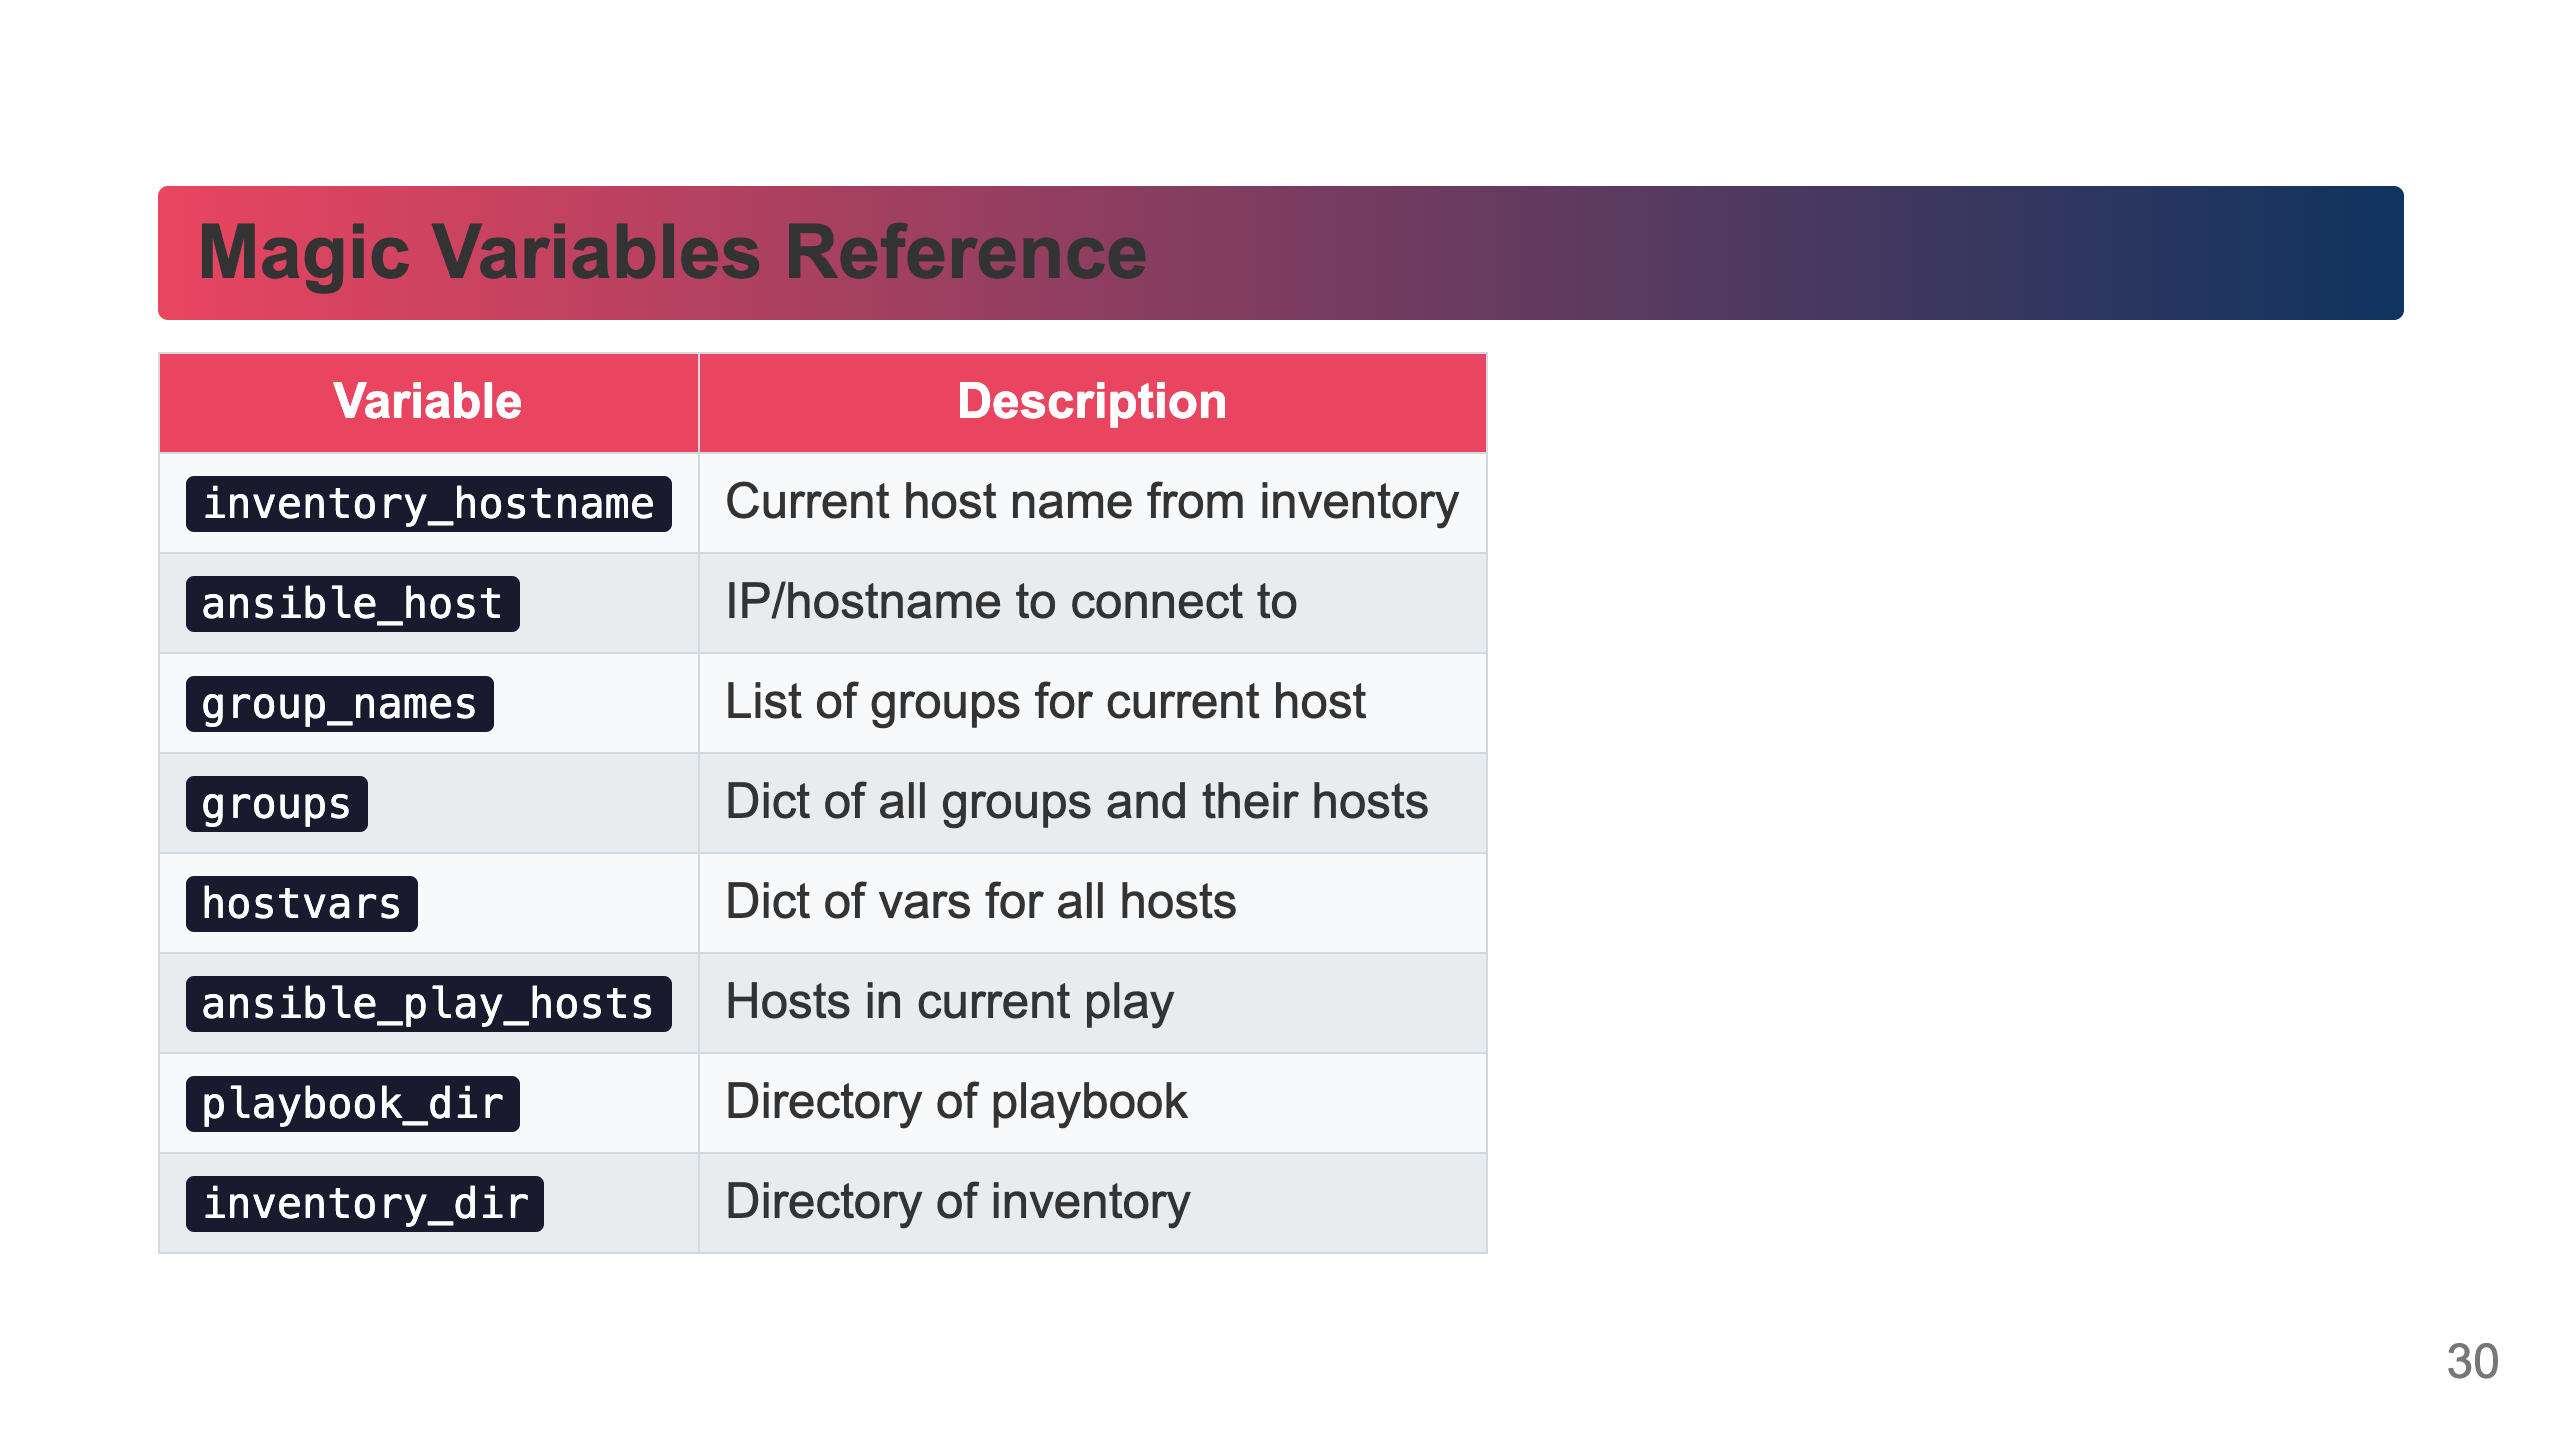 Magic Variables Reference
Variable Description
inventory_hostname Current host name from inventory
ansible_host IP/hostname to connect to
group_names List of groups for current host
groups Dict of all groups and their hosts
hostvars Dict of vars for all hosts
ansible_play_hosts Hosts in current play
playbook_dir Directory of playbook
inventory_dir Directory of inventory
30